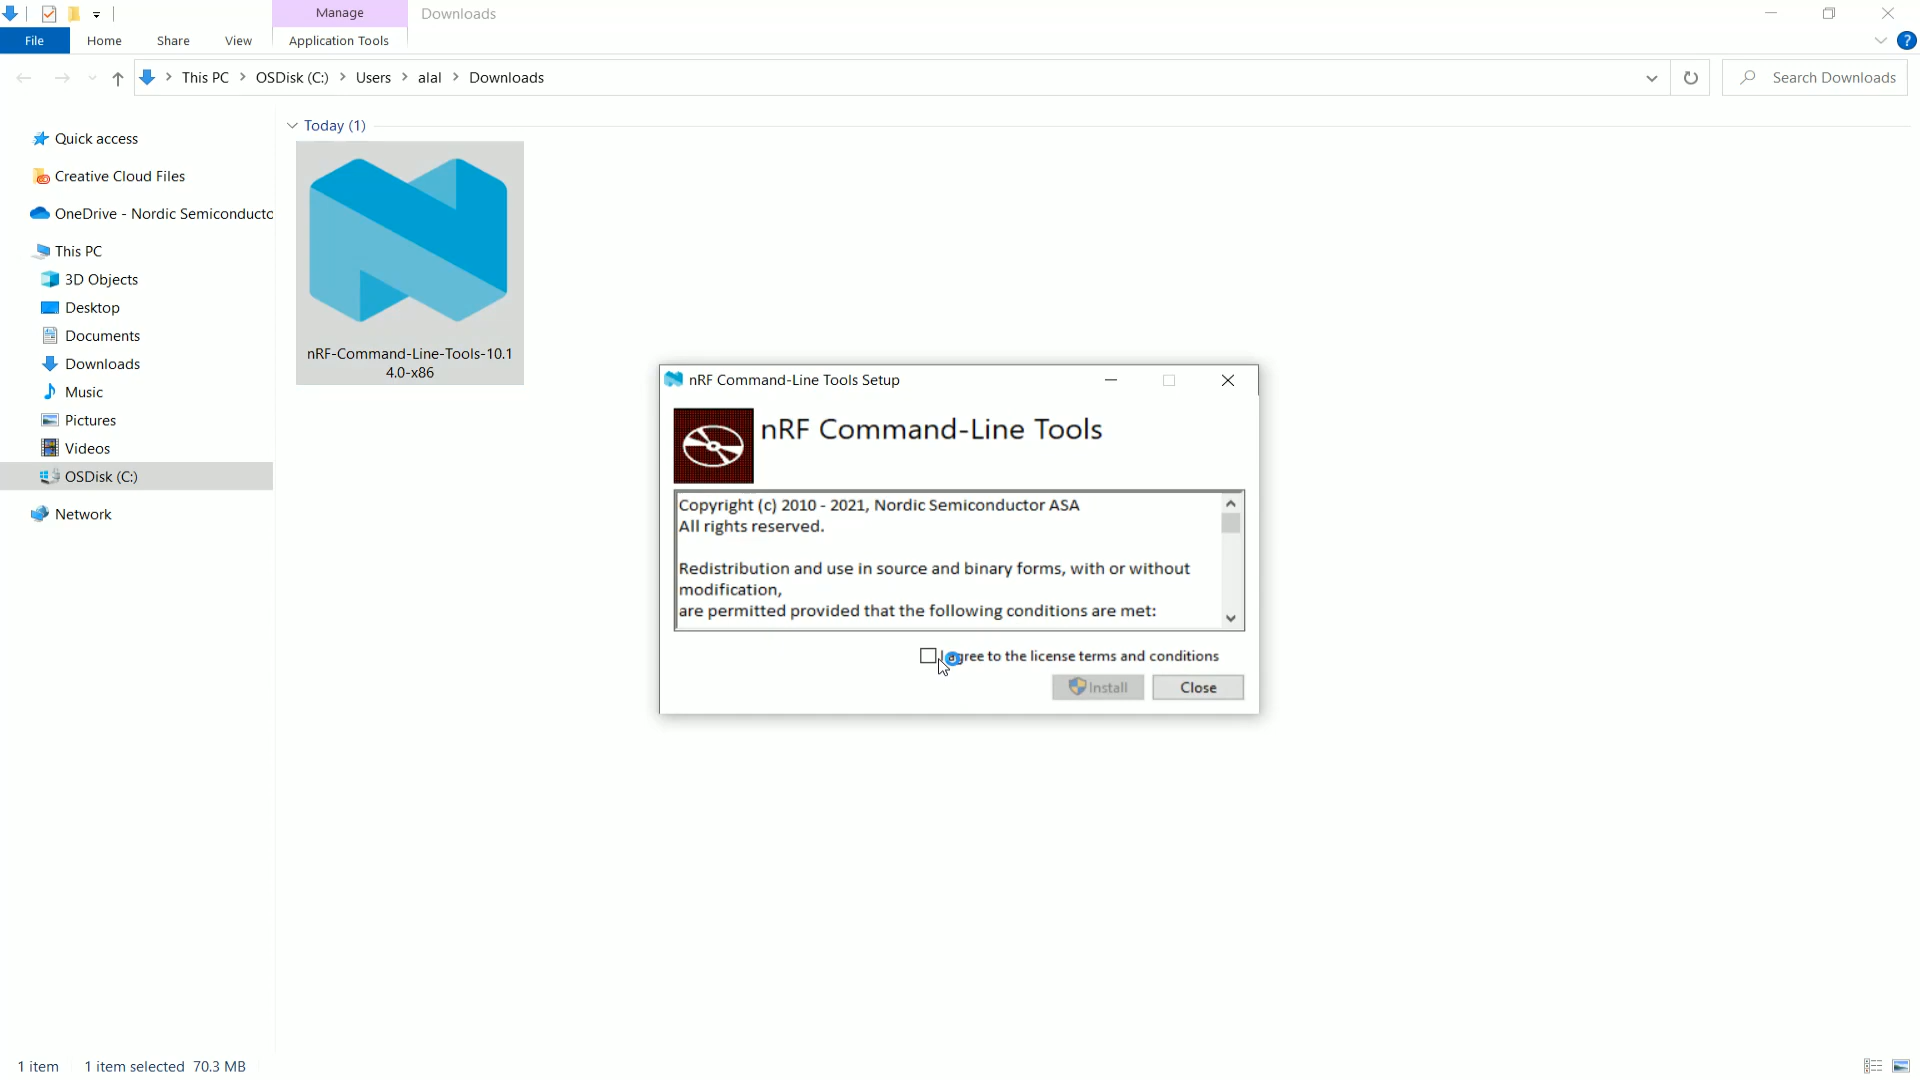 Manage
Downloads
File
Home
Share
View
Application Tools
This PC
OSDisk (C:)
Users
alal
Downloads
Search Downloads
Quick access
Creative Cloud Files
OneDrive - Nordic Semiconducto
This PC
3D Objects
Desktop
Documents
Downloads
Music
Pictures
Videos
OSDisk (C:)
Network
Today (1)
nRF-Command-Line-Tools-10.1
4.0-x86
nRF Command-Line Tools Setup
nRF Command-Line Tools
Copyright (c) 2010 - 2021, Nordic Semiconductor ASA
All rights reserved.
Redistribution and use in source and binary forms, with or without
modification,
are permitted provided that the following conditions are met:
I agree to the license terms and conditions
Install
Close
1 item
1 item selected 70.3 MB